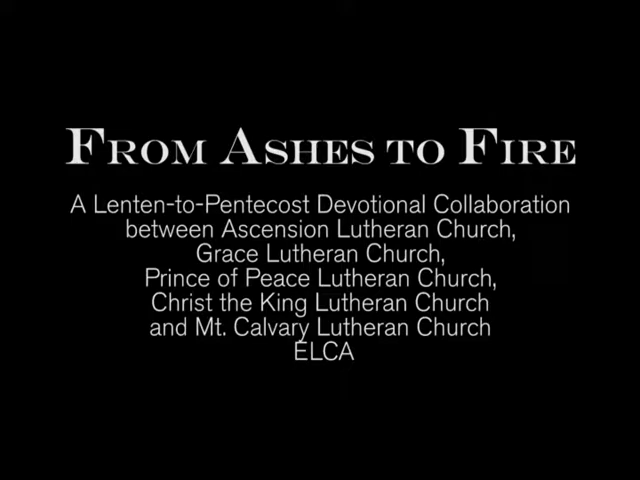 From Ashes to Fire
A Lenten-to-Pentecost Devotional Collaboration
between Ascension Lutheran Church,
Grace Lutheran Church,
Prince of Peace Lutheran Church,
Christ the King Lutheran Church
and Mt. Calvary Lutheran Church
ELCA